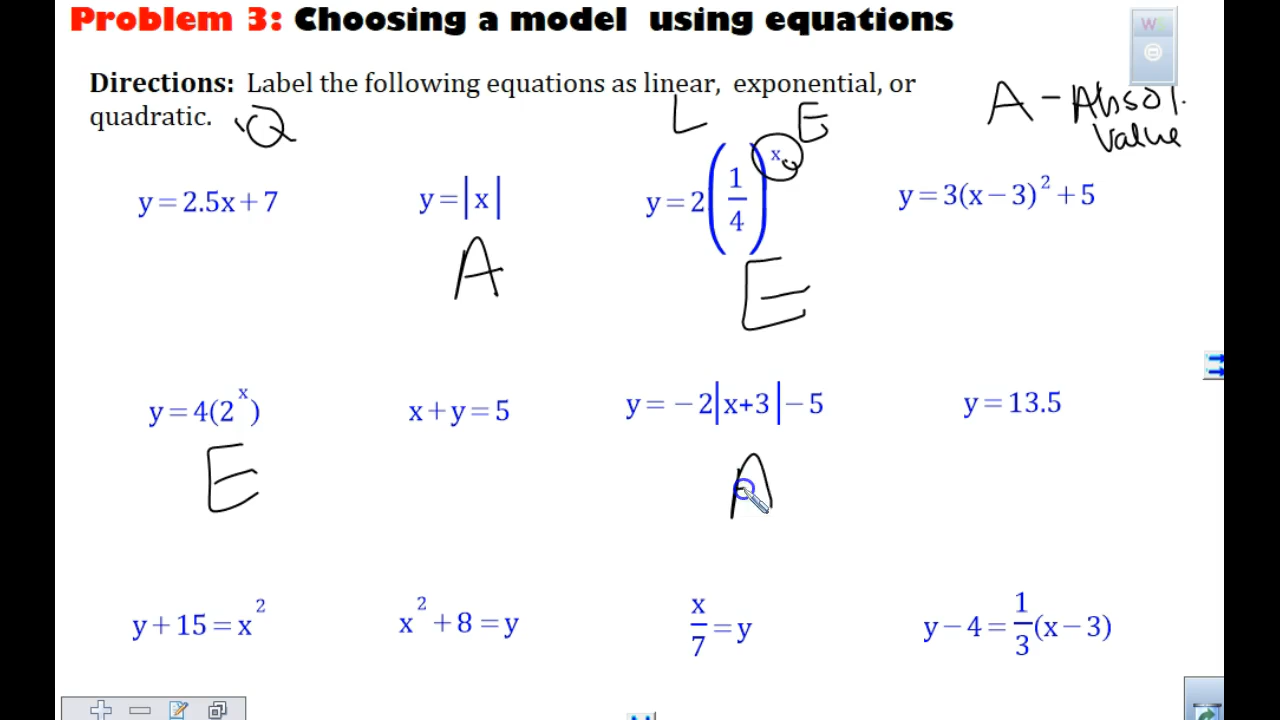 Problem 3: Choosing a model using equations
Directions: Label the following equations as linear, exponential, or
quadratic.
Q
L
E
A - Absol.
Value
y = 2.5x + 7
y = |x|
y = 2(1/4)^x
y = 3(x − 3)^2 + 5
A
E
y = 4(2^x)
x + y = 5
y = −2|x+3| − 5
y = 13.5
E
A
y + 15 = x^2
x^2 + 8 = y
x/7 = y
y − 4 = 1/3(x − 3)